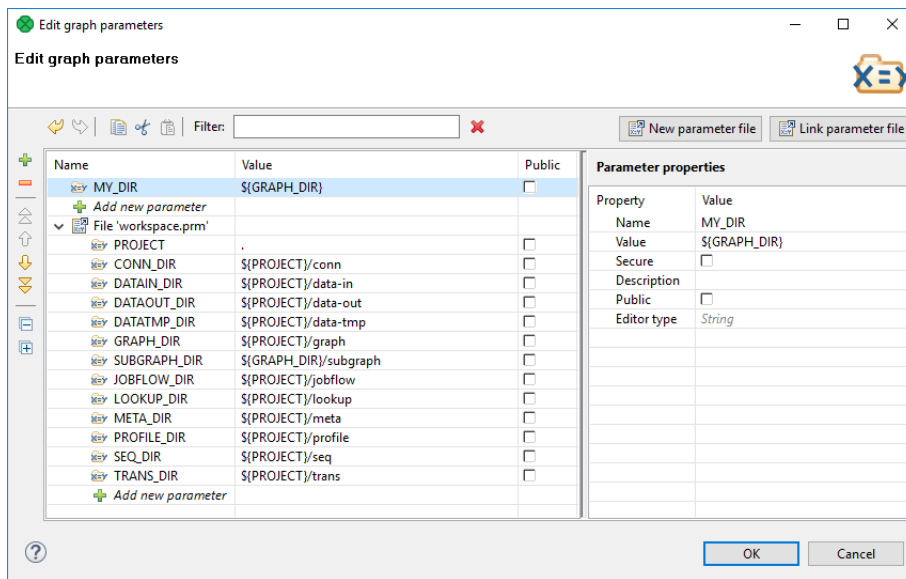 Edit graph parameters
Edit graph parameters
X=Y
Filter:
New parameter file
Link parameter file
Name Value Public
x=y MY_DIR ${GRAPH_DIR}
Add new parameter
File 'workspace.prm'
x=y PROJECT .
x=y CONN_DIR ${PROJECT}/conn
x=y DATAIN_DIR ${PROJECT}/data-in
x=y DATAOUT_DIR ${PROJECT}/data-out
x=y DATATMP_DIR ${PROJECT}/data-tmp
x=y GRAPH_DIR ${PROJECT}/graph
x=y SUBGRAPH_DIR ${GRAPH_DIR}/subgraph
x=y JOBFLOW_DIR ${PROJECT}/jobflow
x=y LOOKUP_DIR ${PROJECT}/lookup
x=y META_DIR ${PROJECT}/meta
x=y PROFILE_DIR ${PROJECT}/profile
x=y SEQ_DIR ${PROJECT}/seq
x=y TRANS_DIR ${PROJECT}/trans
Add new parameter
Parameter properties
Property Value
Name MY_DIR
Value ${GRAPH_DIR}
Secure
Description
Public
Editor type String
?
OK
Cancel